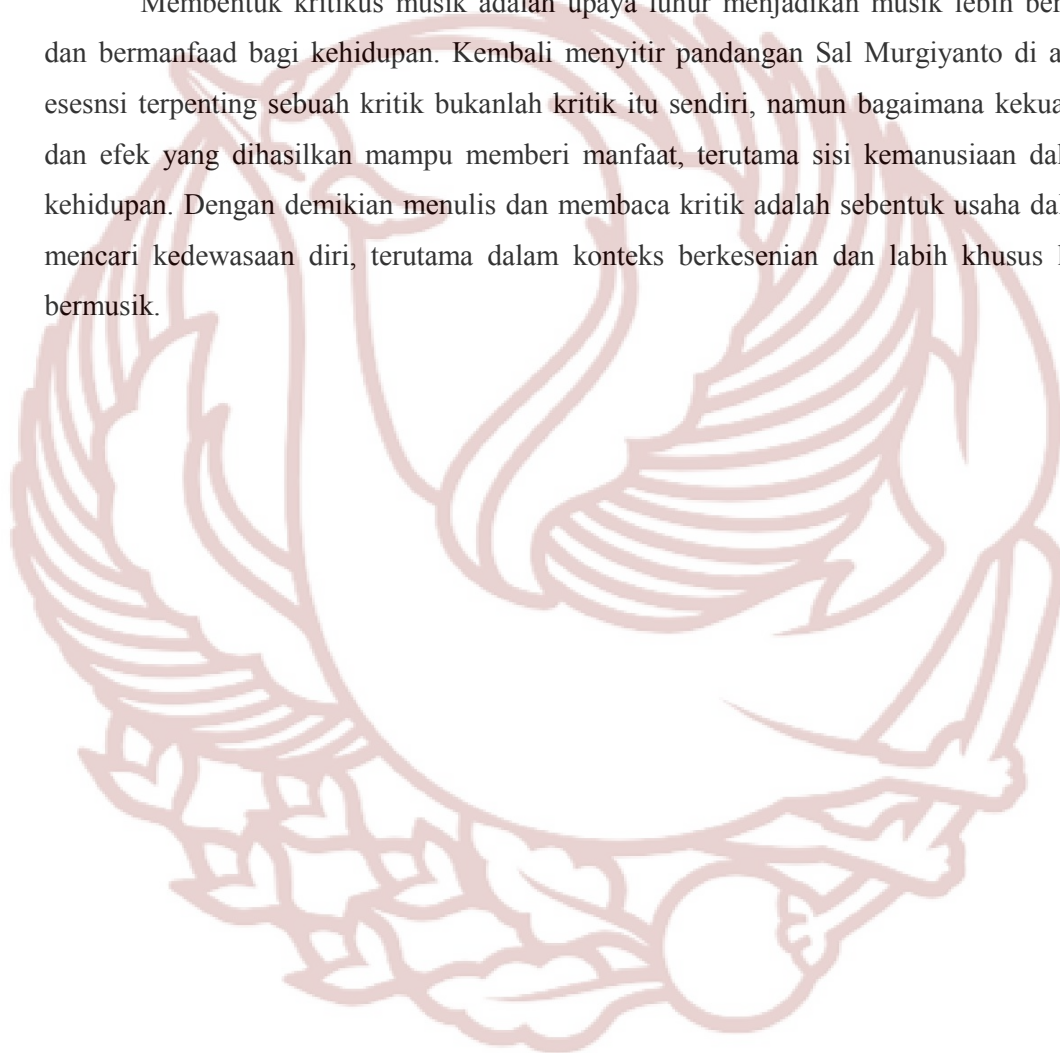 Membentuk kritikus musik adalah upaya luhur menjadikan musik lebih
dan bermanfaad bagi kehidupan. Kembali menyitir pandangan Sal Murgiyanto di
esesnsi terpenting sebuah kritik bukanlah kritik itu sendiri, namun bagaimana
dan efek yang dihasilkan mampu memberi manfaat, terutama sisi kemanusiaan
kehidupan. Dengan demikian menulis dan membaca kritik adalah sebentuk usaha
mencari kedewasaan diri, terutama dalam konteks berkesenian dan labih khusus
bermusik.